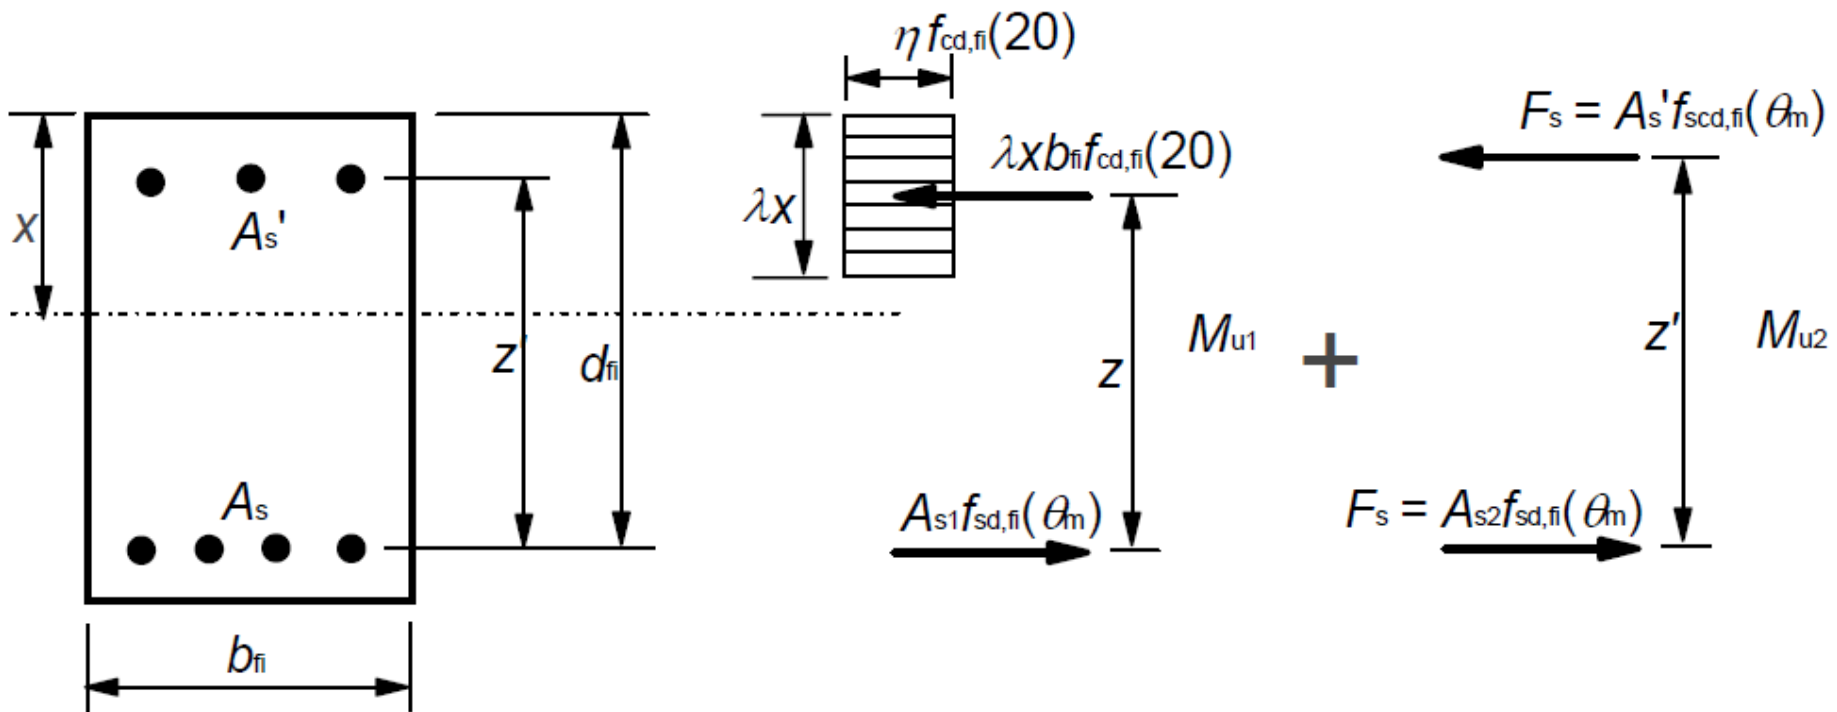 ηfcd,fi(20)
Fs = As'fscd,fi(θm)
λxbfifcd,fi(20)
x
As'
λx
z'
dfi
Mu1
+
z
z'
Mu2
As
As1fsd,fi(θm)
Fs = As2fsd,fi(θm)
bfi